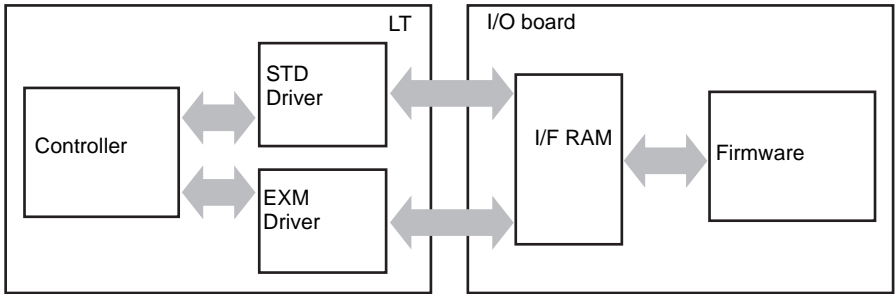 LT
I/O board
STD
Driver
Controller
EXM
Driver
I/F RAM
Firmware